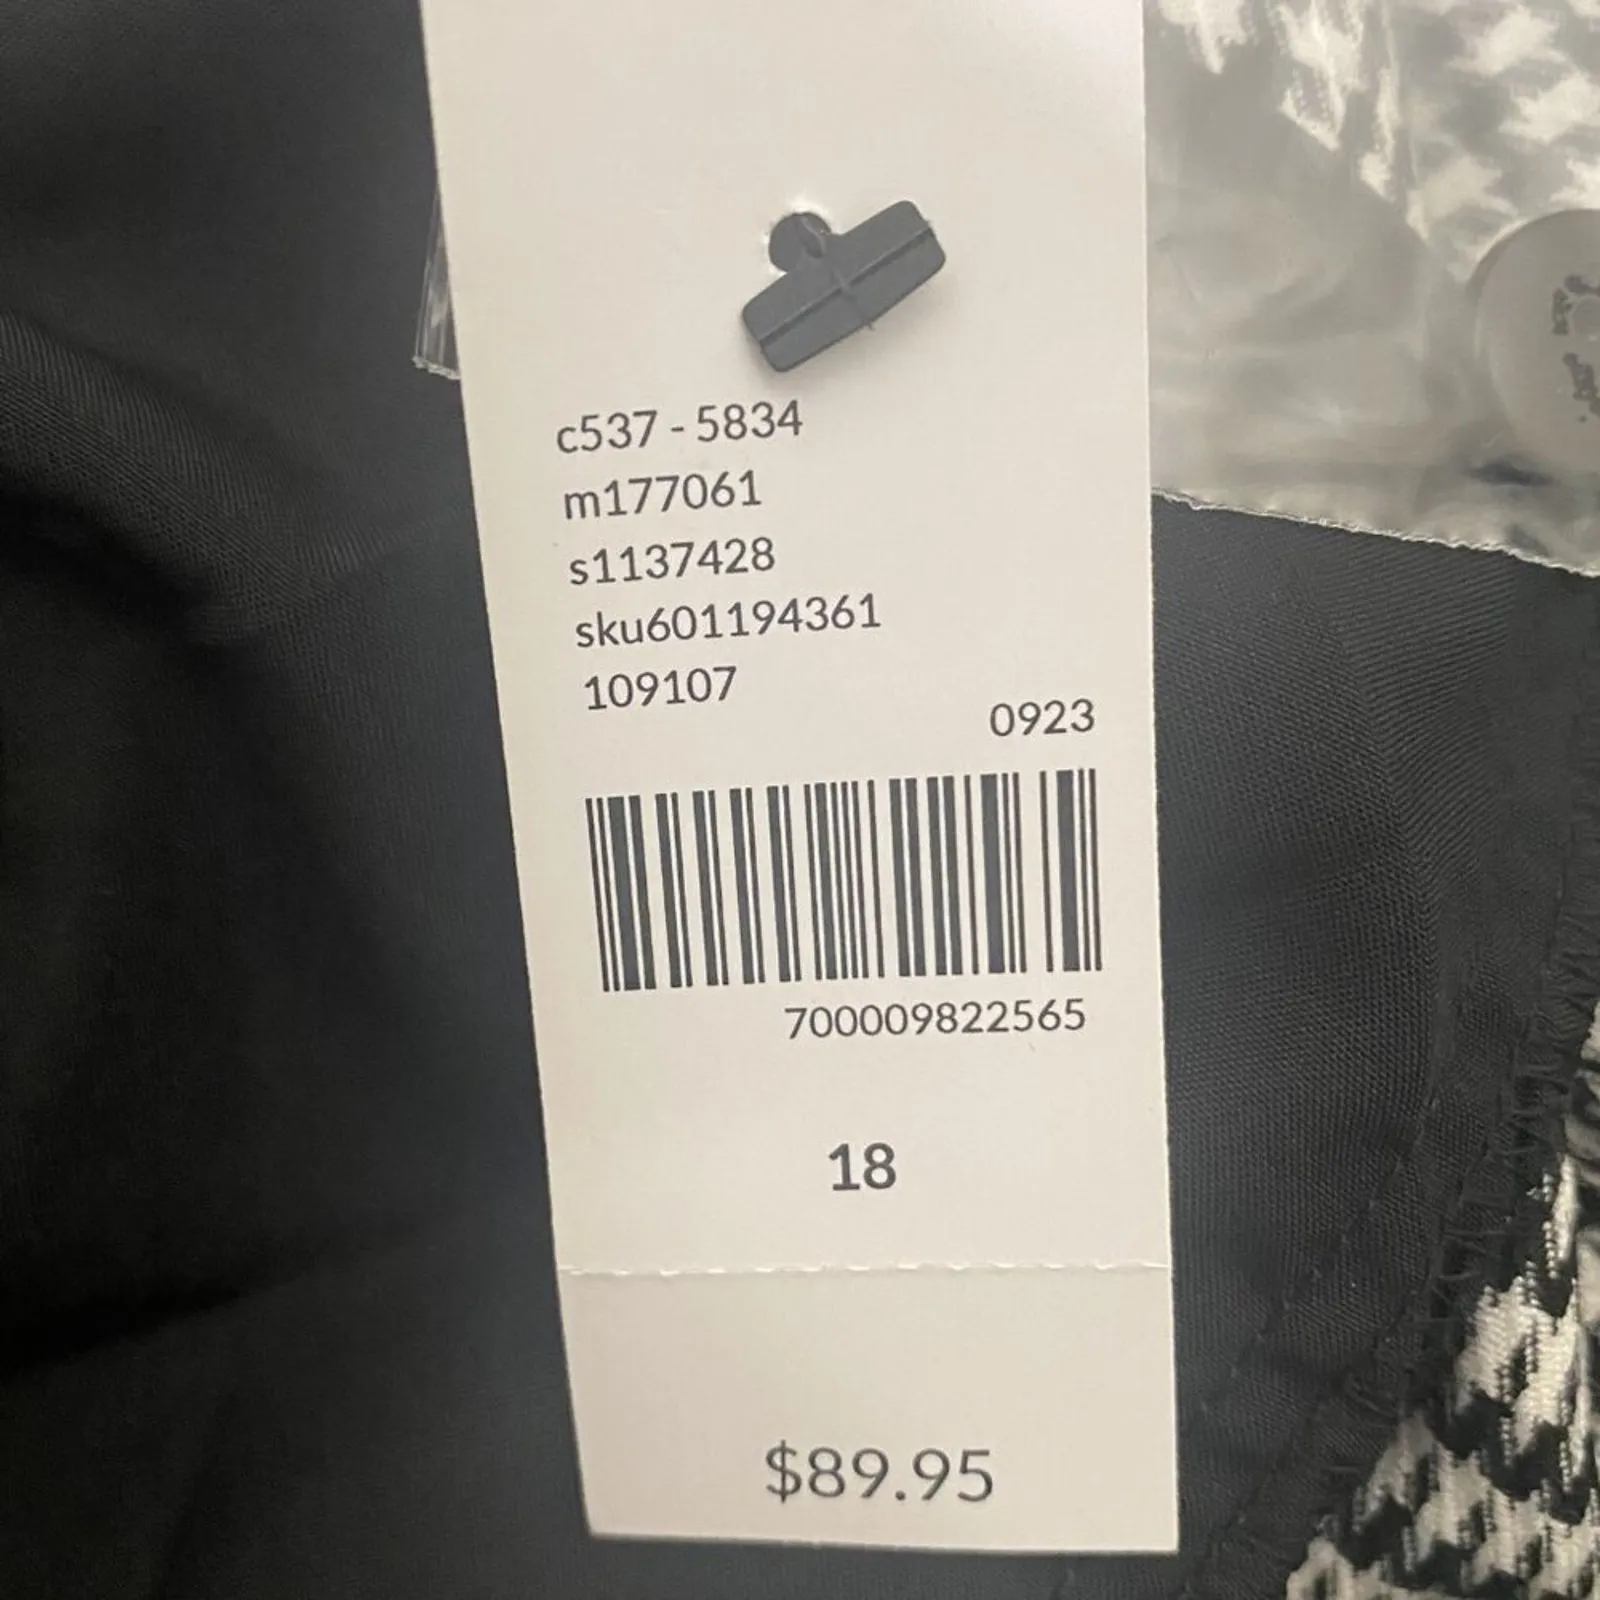 c537 - 5834
m177061
s1137428
sku601194361
109107
0923
700009822565
18
$89.95